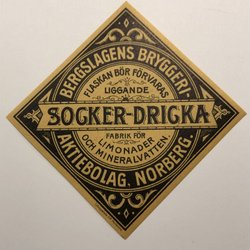 BERGSLAGENS BRYGGERI-
FLASKAN BÖR FÖRVARAS
LIGGANDE.
SOCKER-DRICKA
FABRIK FÖR
LIMONADER
OCH MINERALVATTEN.
AKTIEBOLAG. NORBERG.